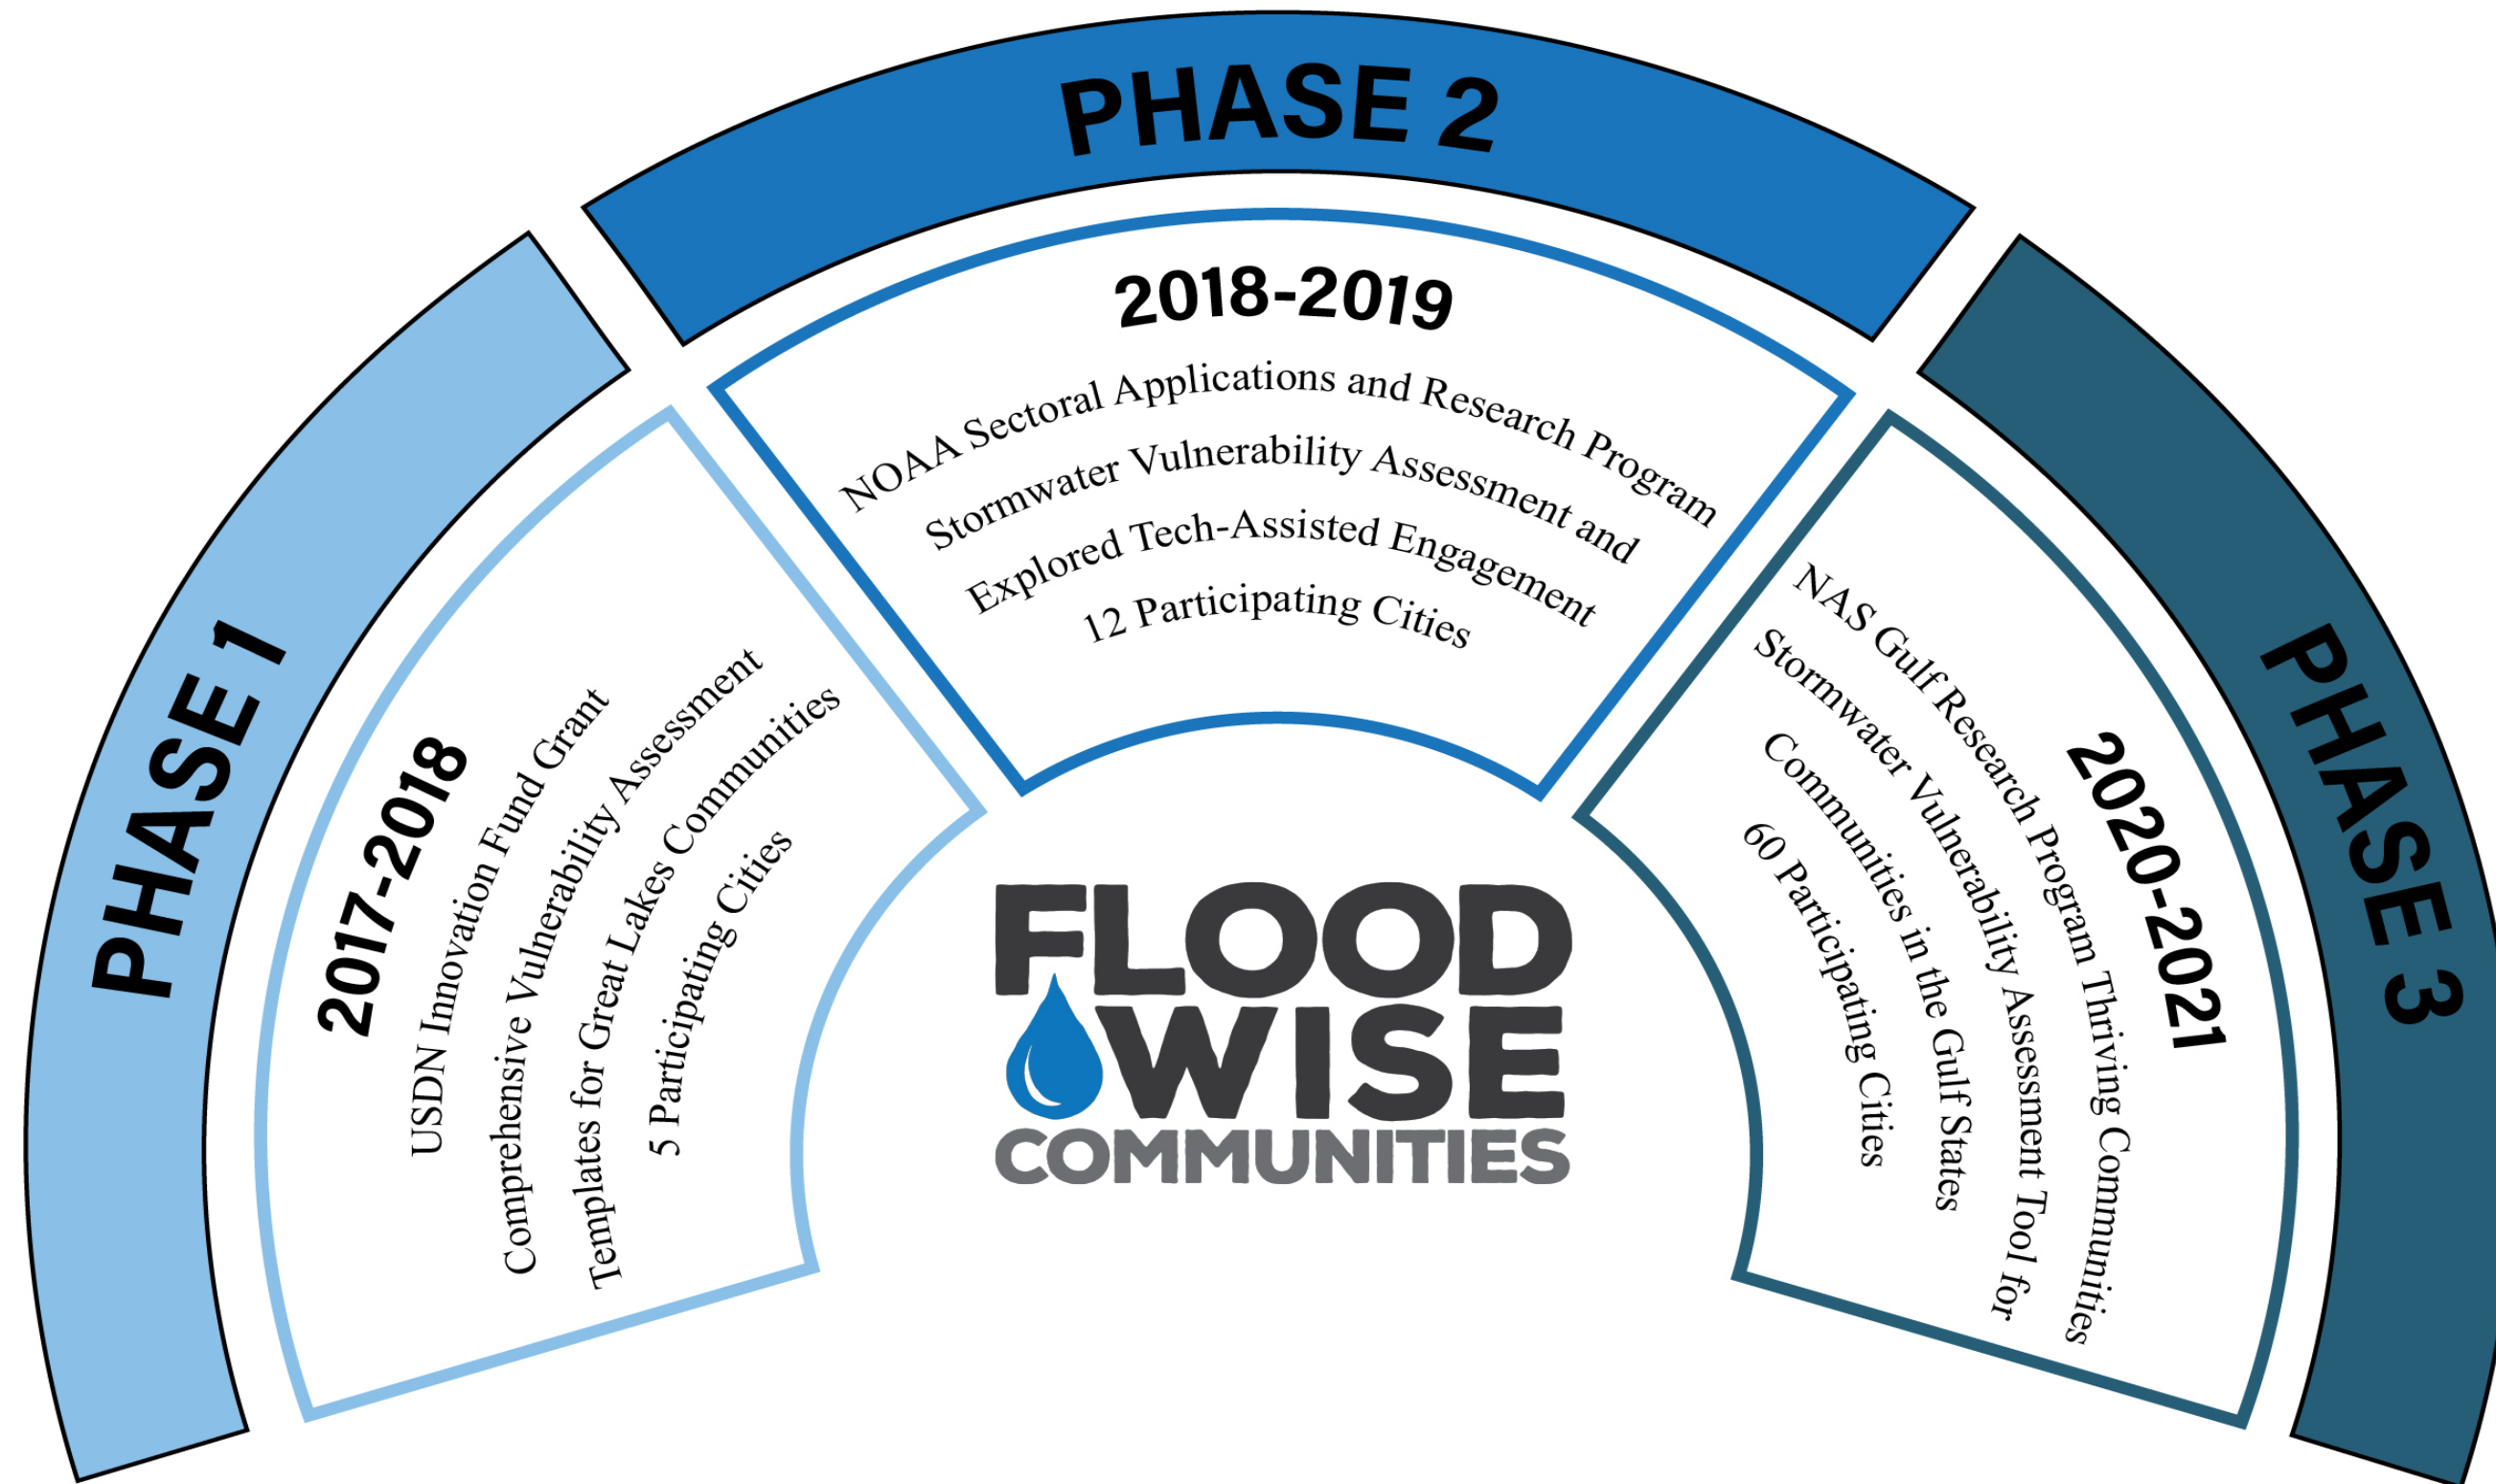 PHASE 1
2017-2018
USDN Innovation Fund Grant
Comprehensive Vulnerability Assessment
Templates for Great Lakes Communities
5 Participating Cities
PHASE 2
2018-2019
NOAA Sectoral Applications and Research Program
Stormwater Vulnerability Assessment and
Explored Tech-Assisted Engagement
12 Participating Cities
PHASE 3
2020-2021
NAS Gulf Research Program Thriving Communities
Stormwater Vulnerability Assessment Tool for
Communities in the Gulf States
60 Participating Cities
FLOOD
WISE
COMMUNITIES